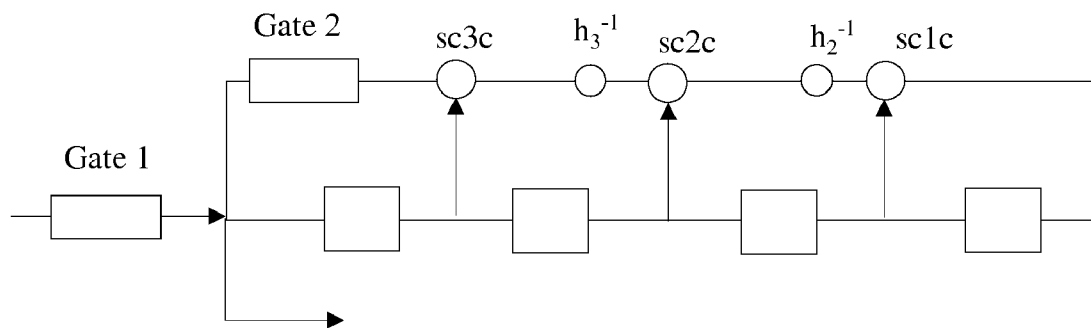 Gate 2
sc3c
h₃⁻¹
sc2c
h₂⁻¹
sc1c
Gate 1